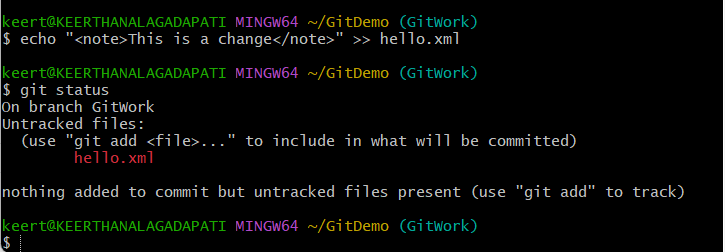 keert@KEERTHANALAGADAPATI MINGW64 ~/GitDemo (GitWork)
$ echo "<note>This is a change</note>" >> hello.xml
keert@KEERTHANALAGADAPATI MINGW64 ~/GitDemo (GitWork)
$ git status
On branch GitWork
Untracked files:
  (use "git add <file>..." to include in what will be committed)
        hello.xml
nothing added to commit but untracked files present (use "git add" to track)
keert@KEERTHANALAGADAPATI MINGW64 ~/GitDemo (GitWork)
$